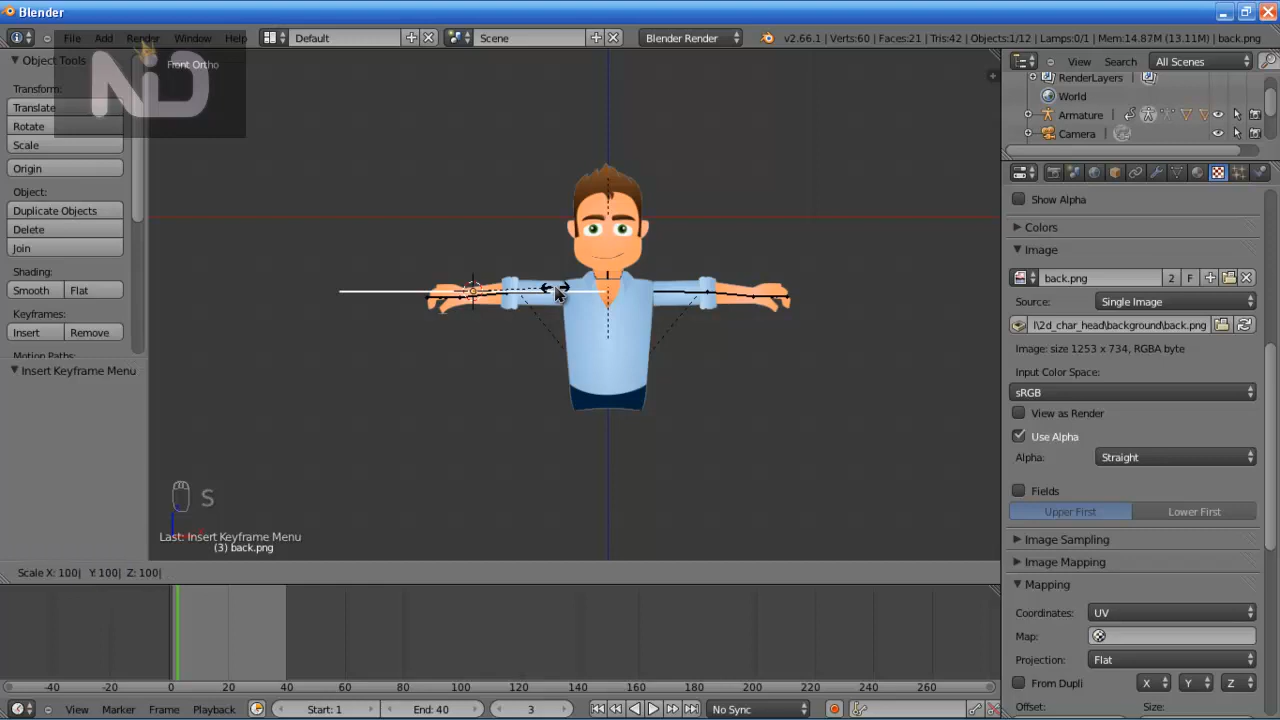 Blender
File Add Render Window Help Default Scene Blender Render v2.66.1 | Verts:60 | Faces:21 | Tris:42 | Objects:1/12 | Lamps:0/1 | Mem:14.87M (13.11M) | back.png
Object Tools
Transform:
Translate
Rotate
Scale
Origin
Object:
Duplicate Objects
Delete
Join
Shading:
Smooth Flat
Keyframes:
Insert Remove
Motion Paths:
Insert Keyframe Menu
ND
Front Ortho
S
Last: Insert Keyframe Menu
(3) back.png
Scale X: 100| Y: 100| Z: 100|
-40 -20 0 20 40 60 80 100 120 140 160 180 200 220 240 260
View Marker Frame Playback Start: 1 End: 40 3 No Sync
View Search All Scenes
RenderLayers
World
Armature
Camera
Show Alpha
Colors
Image
back.png 2 F
Source: Single Image
l\2d_char_head\background\back.png
Image: size 1253 x 734, RGBA byte
Input Color Space:
sRGB
View as Render
Use Alpha
Alpha: Straight
Fields
Upper First Lower First
Image Sampling
Image Mapping
Mapping
Coordinates: UV
Map:
Projection: Flat
From Dupli X Y Z
Offset: Size: